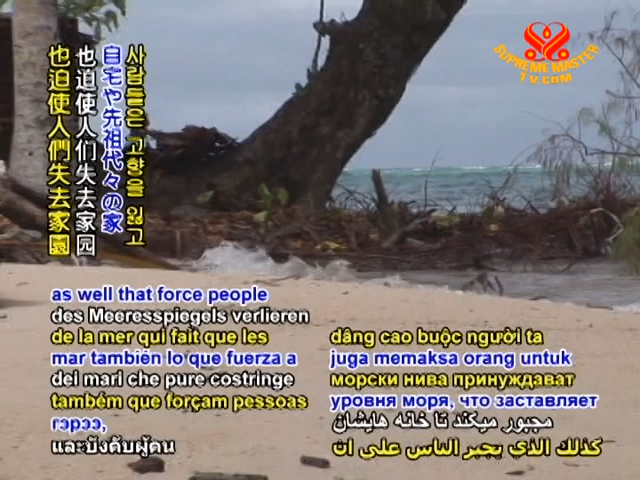 SUPREME MASTER
TV.COM
사람들은 고향을 잃고
自宅や先祖代々の家
也迫使人们失去家园
也迫使人們失去家園
as well that force people
des Meeresspiegels verlieren
de la mer qui fait que les
mar también lo que fuerza a
del mari che pure costringe
também que forçam pessoas
гэрээ,
และบังคับผู้คน
dâng cao buộc người ta
juga memaksa orang untuk
морски нива принуждават
уровня моря, что заставляет
مجبور میکند تا خانه هایشان
كذلك الذي يجبر الناس على ات